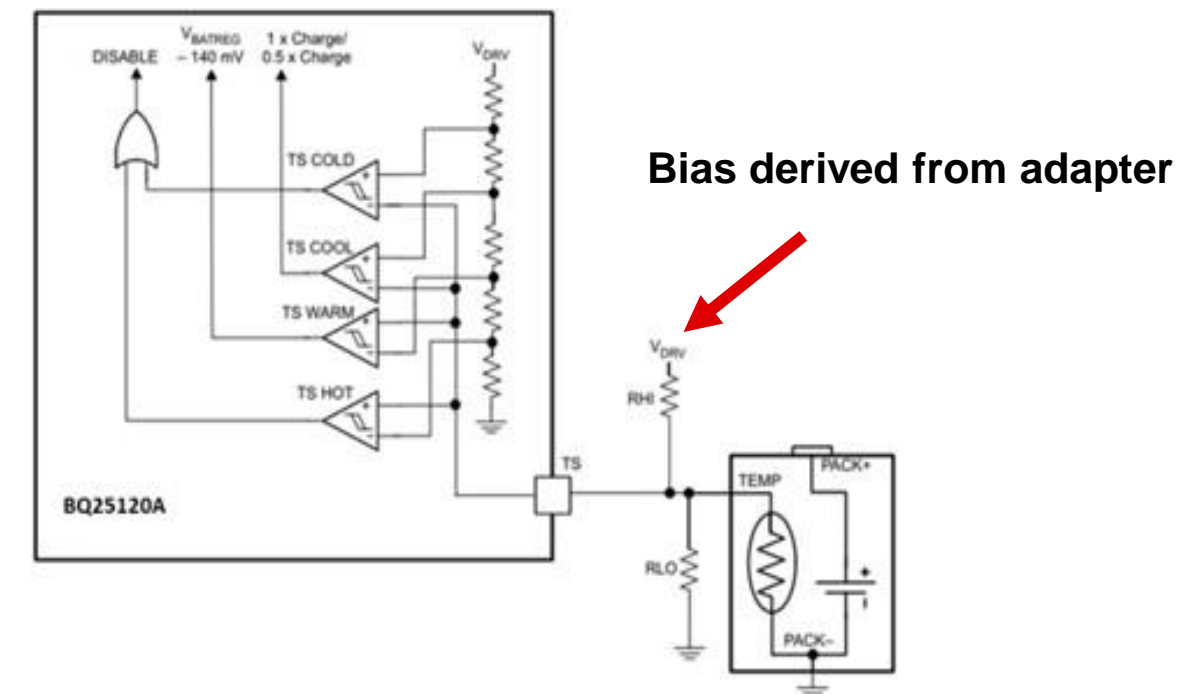 DISABLE
VBATREG
– 140 mV
1 x Charge/
0.5 x Charge
VDRV
TS COLD
+
–
TS COOL
+
–
TS WARM
+
–
TS HOT
+
–
BQ25120A
TS
Bias derived from adapter
VDRV
RHI
RLO
TEMP
PACK+
+
PACK–